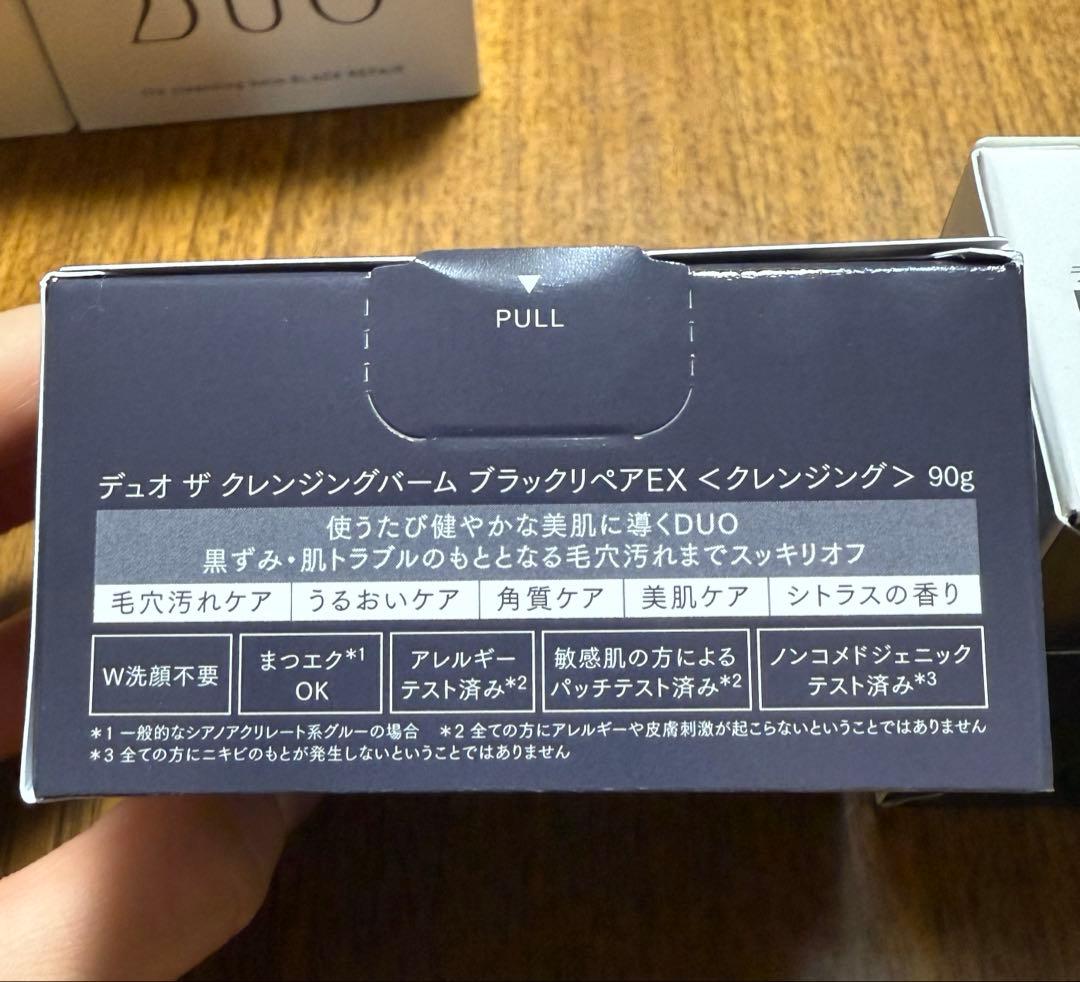 DUO
the cleansing balm BLACK REPAIR
PULL
デュオ ザ クレンジングバーム ブラックリペアEX <クレンジング> 90g
使うたび健やかな美肌に導くDUO
黒ずみ・肌トラブルのもととなる毛穴汚れまでスッキリオフ
毛穴汚れケア うるおいケア 角質ケア 美肌ケア シトラスの香り
W洗顔不要
まつエク*1
OK
アレルギー
テスト済み*2
敏感肌の方による
パッチテスト済み*2
ノンコメドジェニック
テスト済み*3
*1 一般的なシアノアクリレート系グルーの場合 *2 全ての方にアレルギーや皮膚刺激が起こらないということではありません
*3 全ての方にニキビのもとが発生しないということではありません